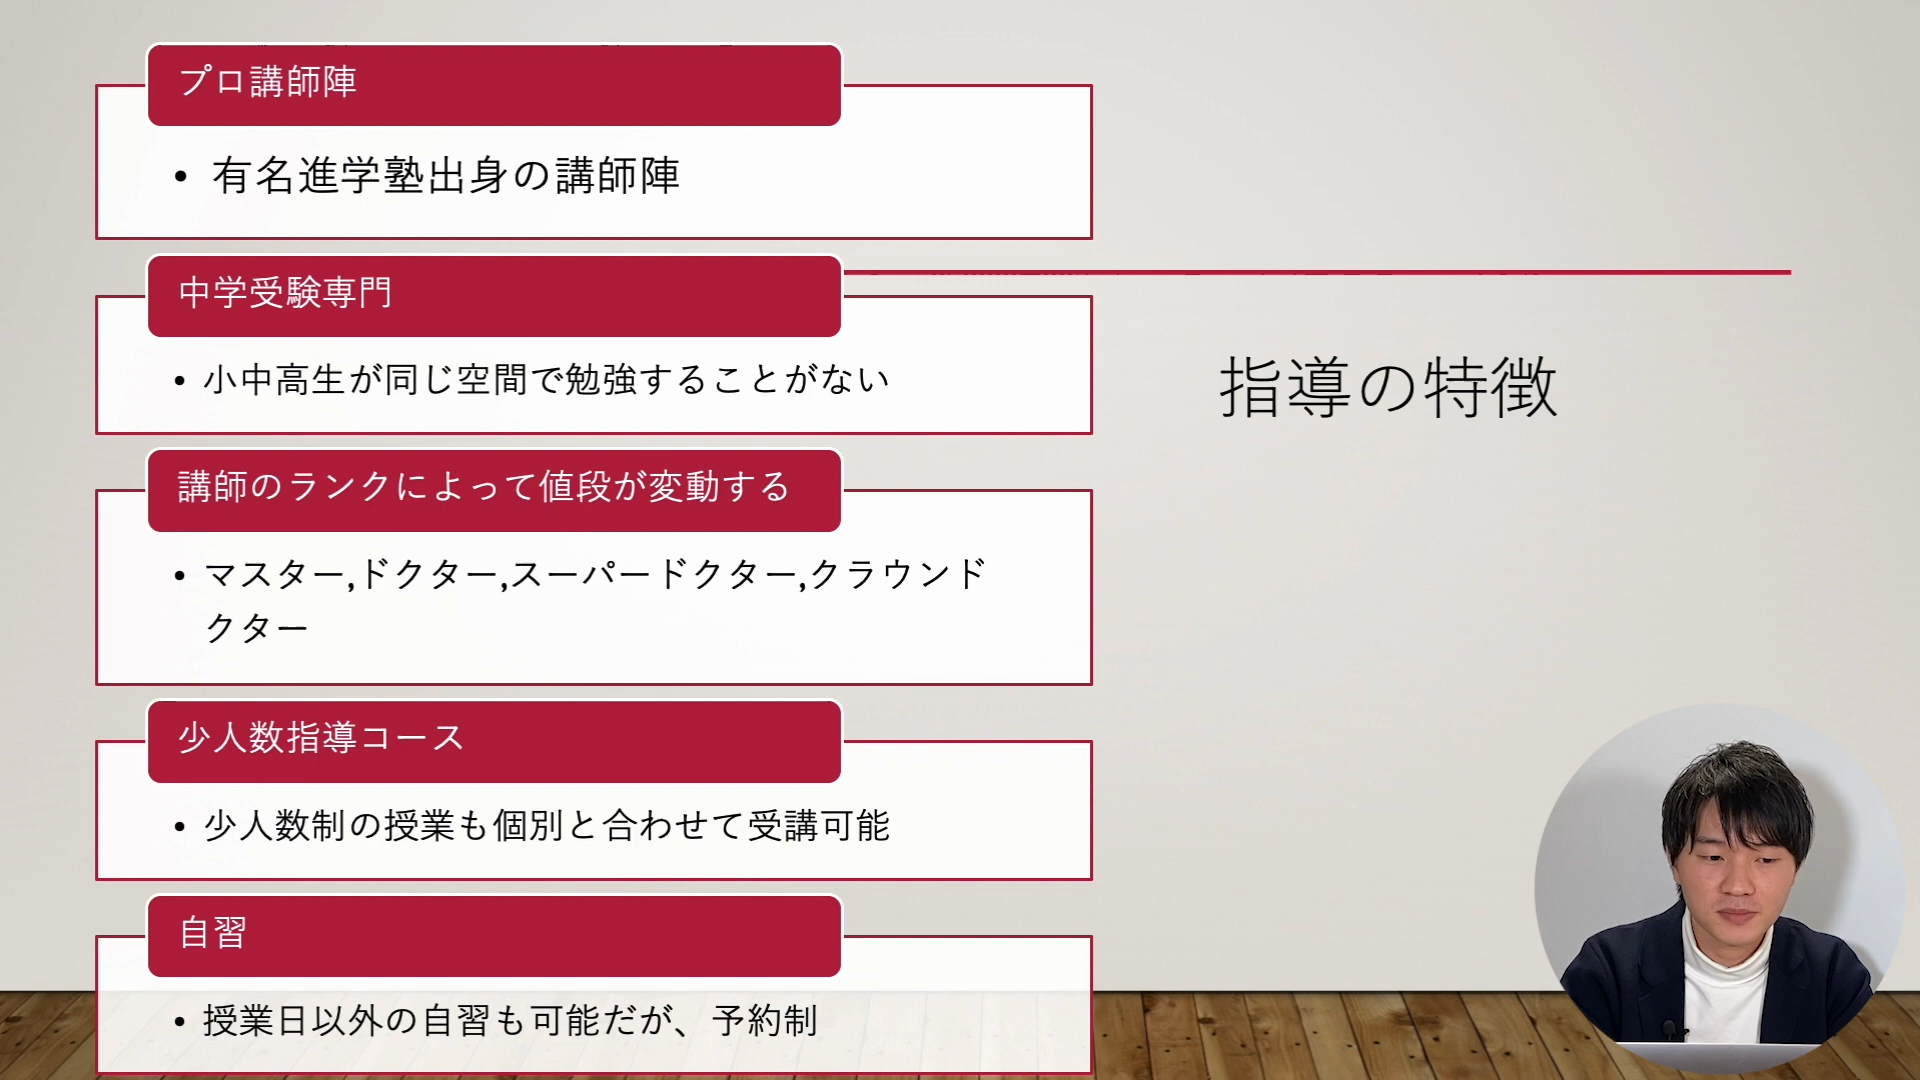 プロ講師陣
• 有名進学塾出身の講師陣
中学受験専門
• 小中高生が同じ空間で勉強することがない
講師のランクによって値段が変動する
• マスター,ドクター,スーパードクター,クラウンド
クター
少人数指導コース
• 少人数制の授業も個別と合わせて受講可能
自習
• 授業日以外の自習も可能だが、予約制
指導の特徴